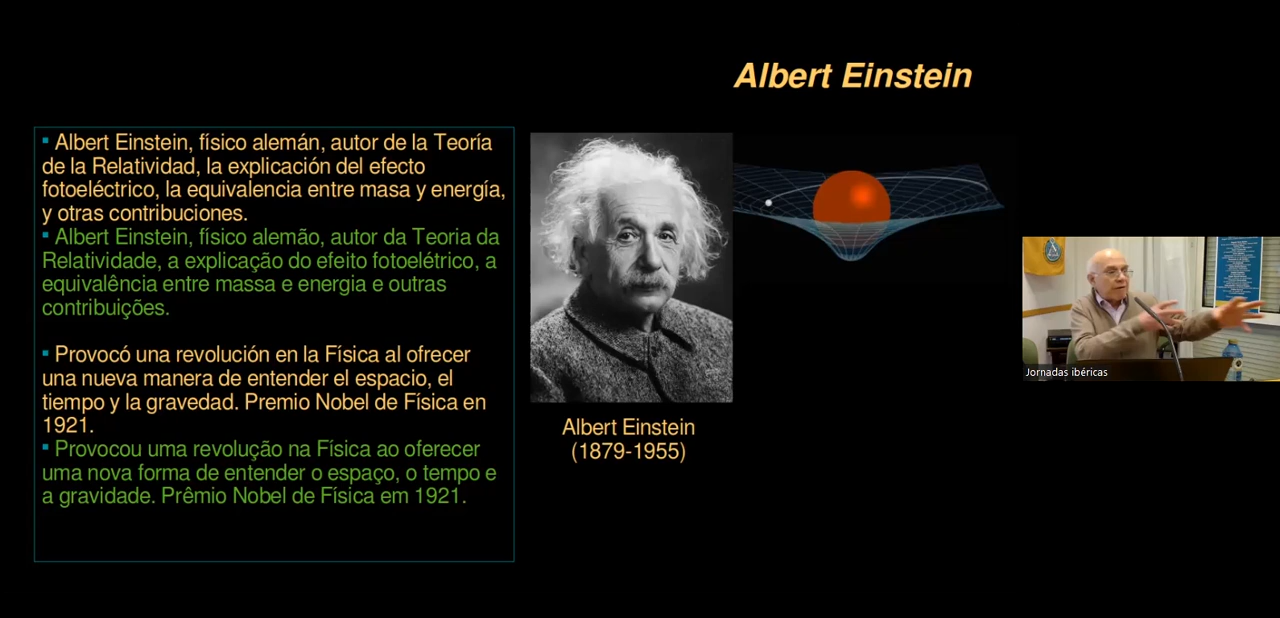 Albert Einstein
▪ Albert Einstein, físico alemán, autor de la Teoría
de la Relatividad, la explicación del efecto
fotoeléctrico, la equivalencia entre masa y energía,
y otras contribuciones.
▪ Albert Einstein, físico alemão, autor da Teoria da
Relatividade, a explicação do efeito fotoelétrico, a
equivalência entre massa e energia e outras
contribuições.
▪ Provocó una revolución en la Física al ofrecer
una nueva manera de entender el espacio, el
tiempo y la gravedad. Premio Nobel de Física en
1921.
▪ Provocou uma revolução na Física ao oferecer
uma nova forma de entender o espaço, o tempo e
a gravidade. Prêmio Nobel de Física em 1921.
Albert Einstein
(1879-1955)
Jornadas ibéricas